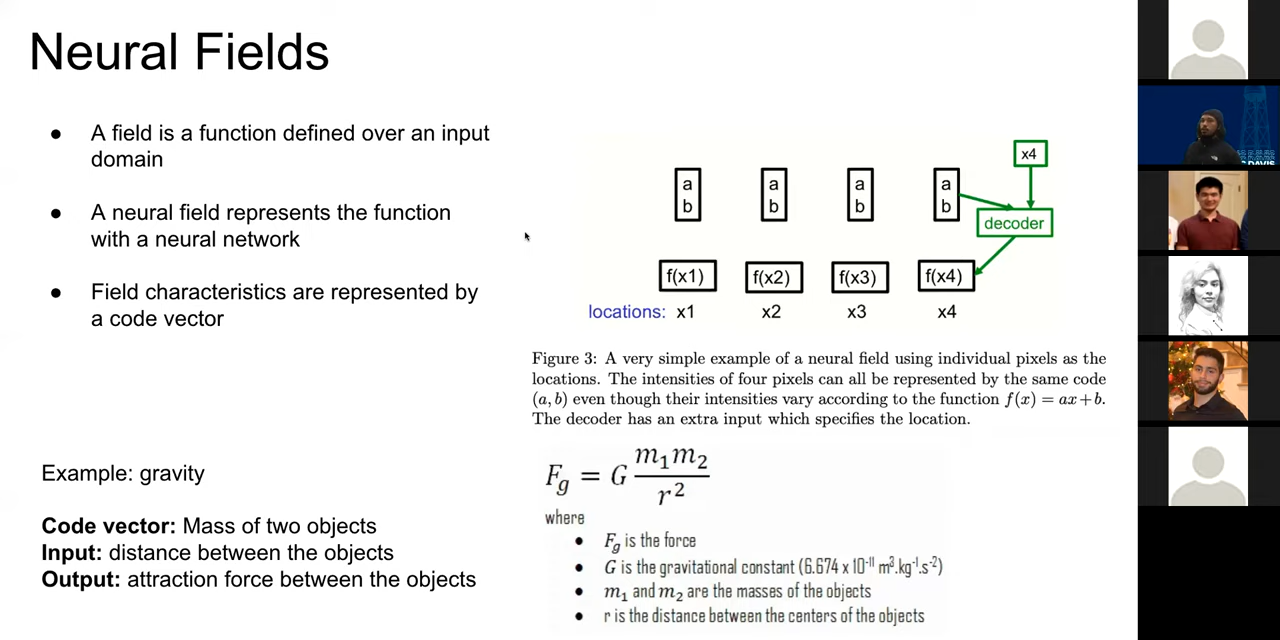 Neural Fields
● A field is a function defined over an input
domain
● A neural field represents the function
with a neural network
● Field characteristics are represented by
a code vector
Example: gravity
Code vector: Mass of two objects
Input: distance between the objects
Output: attraction force between the objects
x4
a a a a
b b b b
decoder
f(x1) f(x2) f(x3) f(x4)
locations: x1 x2 x3 x4
Figure 3: A very simple example of a neural field using individual pixels as the
locations. The intensities of four pixels can all be represented by the same code
(a, b) even though their intensities vary according to the function f(x) = ax + b.
The decoder has an extra input which specifies the location.
F_g = G m₁m₂ / r²
where
● F_g is the force
● G is the gravitational constant (6.674 x 10⁻¹¹ m³.kg⁻¹.s⁻²)
● m₁ and m₂ are the masses of the objects
● r is the distance between the centers of the objects
DAVIS